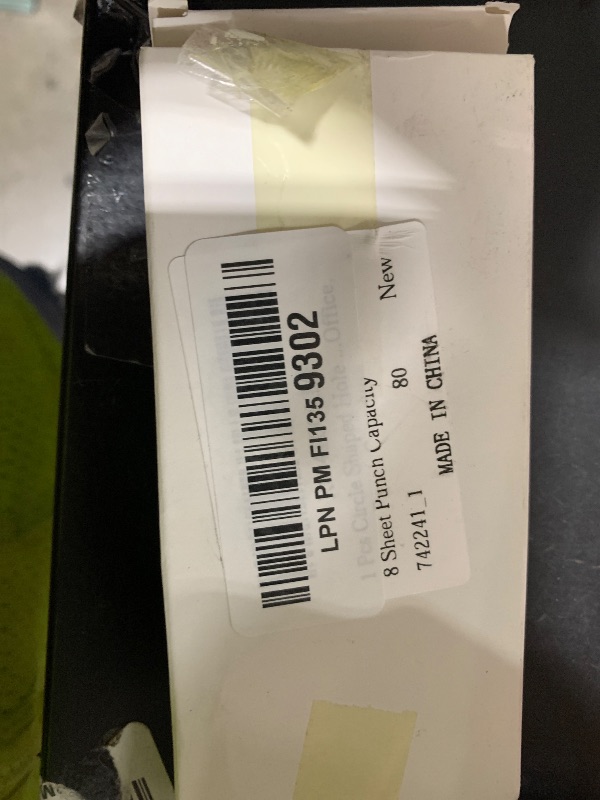 LPN PM FI135 9302
1 Pcs Circle Shaped Hole ...Office
8 Sheet Punch Capacity
New
742241_1
80
MADE IN CHINA